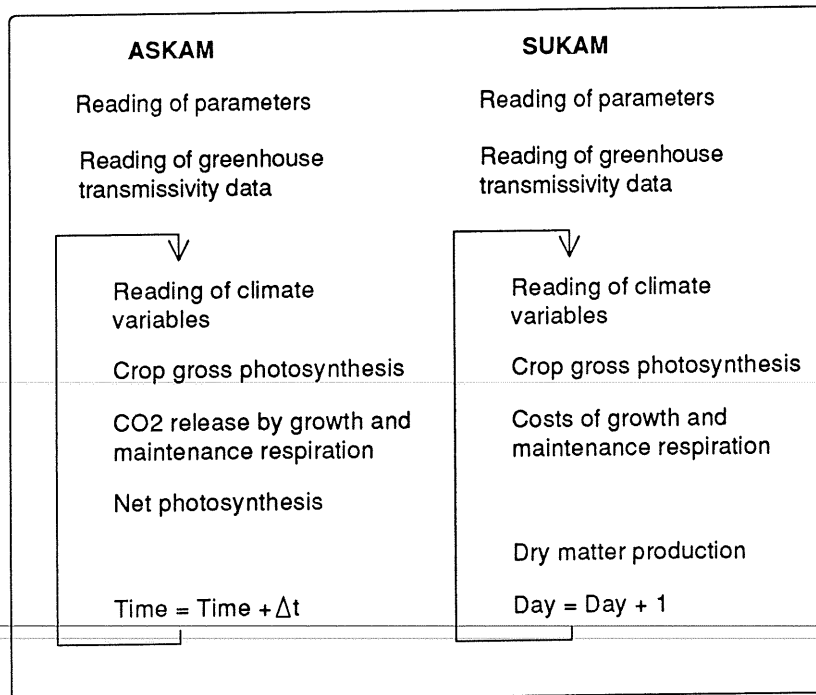 ASKAM
Reading of parameters
Reading of greenhouse
transmissivity data
Reading of climate
variables
Crop gross photosynthesis
CO2 release by growth and
maintenance respiration
Net photosynthesis
Time = Time + Δt
SUKAM
Reading of parameters
Reading of greenhouse
transmissivity data
Reading of climate
variables
Crop gross photosynthesis
Costs of growth and
maintenance respiration
Dry matter production
Day = Day + 1